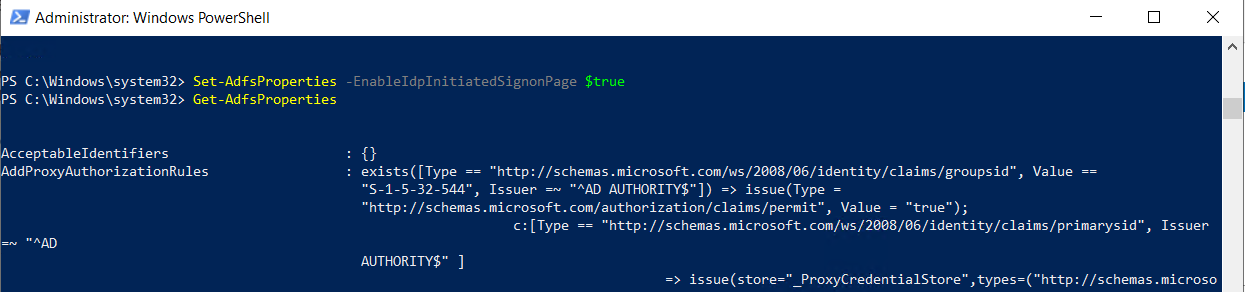 Administrator: Windows PowerShell
PS C:\Windows\system32> Set-AdfsProperties -EnableIdpInitiatedSignonPage $true
PS C:\Windows\system32> Get-AdfsProperties
AcceptableIdentifiers : {}
AddProxyAuthorizationRules : exists([Type == "http://schemas.microsoft.com/ws/2008/06/identity/claims/groupsid", Value ==
"S-1-5-32-544", Issuer =~ "^AD AUTHORITY$"]) => issue(Type =
"http://schemas.microsoft.com/authorization/claims/permit", Value = "true");
c:[Type == "http://schemas.microsoft.com/ws/2008/06/identity/claims/primarysid", Issuer
=~ "^AD
AUTHORITY$" ]
=> issue(store="_ProxyCredentialStore",types=("http://schemas.microso